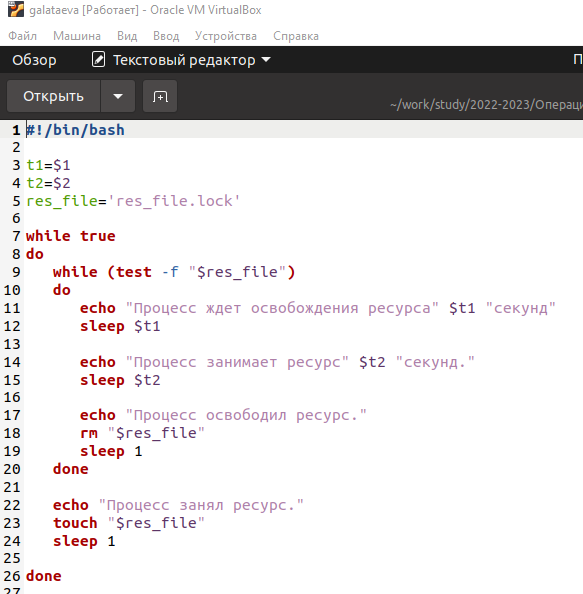 galataeva [Работает] - Oracle VM VirtualBox
Файл Машина Вид Ввод Устройства Справка
Обзор Текстовый редактор П
Открыть
~/work/study/2022-2023/Операци
1 #!/bin/bash
2
3 t1=$1
4 t2=$2
5 res_file='res_file.lock'
6
7 while true
8 do
9    while (test -f "$res_file")
10    do
11       echo "Процесс ждет освобождения ресурса" $t1 "секунд"
12       sleep $t1
13
14       echo "Процесс занимает ресурс" $t2 "секунд."
15       sleep $t2
16
17       echo "Процесс освободил ресурс."
18       rm "$res_file"
19       sleep 1
20    done
21
22    echo "Процесс занял ресурс."
23    touch "$res_file"
24    sleep 1
25
26 done
27